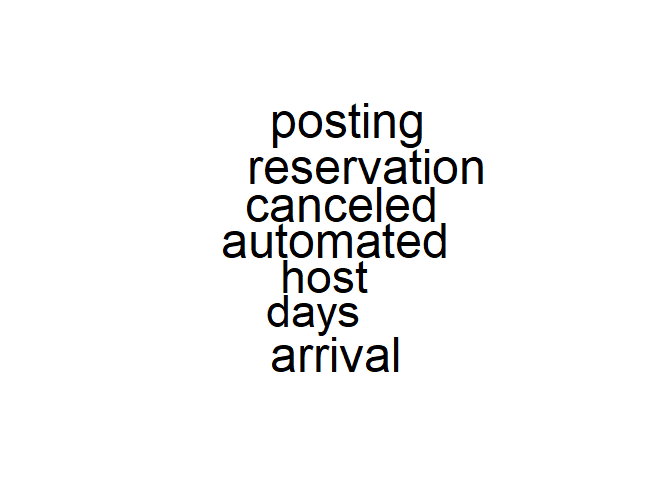 posting
reservation
canceled
automated
host
days
arrival